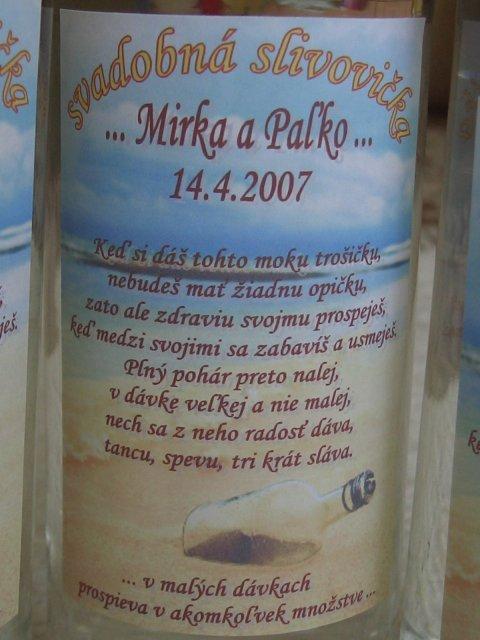 svadobná slivovička
... Mirka a Paľko ...
14.4.2007
Keď si dáš tohto moku trošičku,
nebudeš mať žiadnu opičku,
zato ale zdraviu svojmu prospeješ,
keď medzi svojimi sa zabavíš a usmeješ.
Plný pohár preto nalej,
v dávke veľkej a nie malej,
nech sa z neho radosť dáva,
tancu, spevu, tri krát sláva.
... v malých dávkach
prospieva v akomkoľvek množstve ...